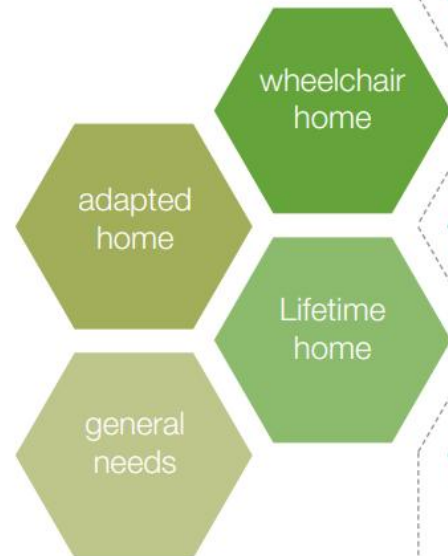 wheelchair
home
adapted
home
Lifetime
home
general
needs